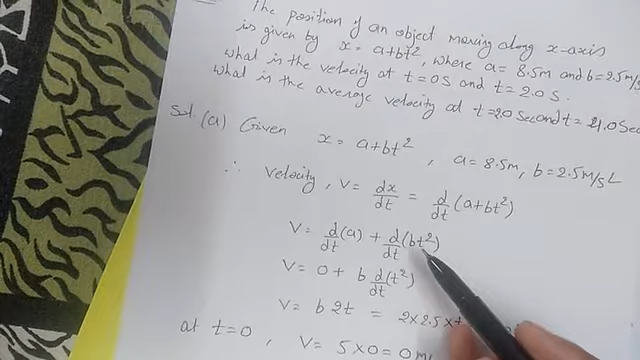 The position of an object moving along x-axis
is given by x = a+bt², where a = 8.5m and b = 2.5m/s
what is the velocity at t = 0s and t = 2.0s.
what is the average velocity at t=2.0 sec and t = 4.0 sec
Sol. (a) Given x = a+bt² , a = 8.5m, b = 2.5m/s²
∴ velocity, V = dx/dt = d/dt (a+bt²)
V = d/dt (a) + d/dt (bt²)
V = 0 + b d/dt (t²)
V = b 2t = 2×2.5×t
at t=0 , V = 5×0 = 0 m/